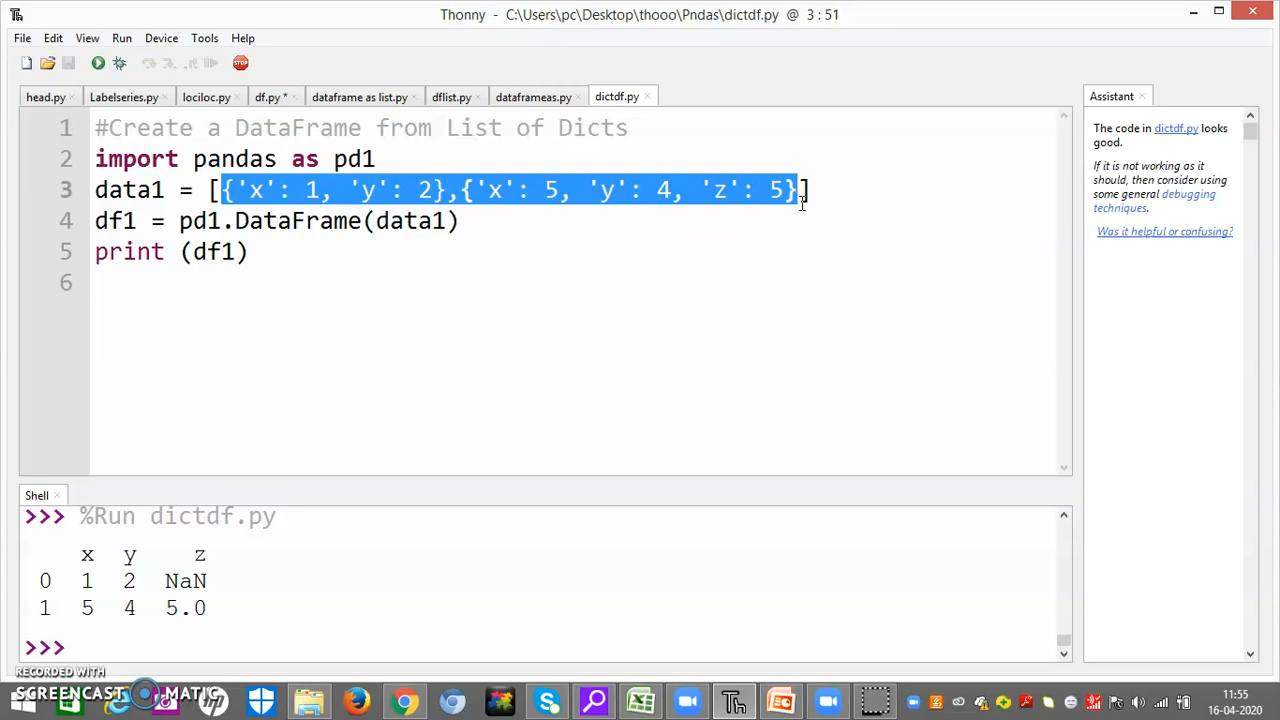 Thonny - C:\Users\pc\Desktop\thooo\Pndas\dictdf.py @ 3 : 51
File Edit View Run Device Tools Help
STOP
head.py Labelseries.py lociloc.py df.py * dataframe as list.py dflist.py dataframeas.py dictdf.py
1 #Create a DataFrame from List of Dicts
2 import pandas as pd1
3 data1 = [{'x': 1, 'y': 2},{'x': 5, 'y': 4, 'z': 5}]
4 df1 = pd1.DataFrame(data1)
5 print (df1)
6
Assistant
The code in dictdf.py looks
good.
If it is not working as it
should, then consider using
some general debugging
techniques.
Was it helpful or confusing?
Shell
>>> %Run dictdf.py
x y z
0 1 2 NaN
1 5 4 5.0
>>>
RECORDED WITH
SCREENCAST MATIC
11:55
16-04-2020